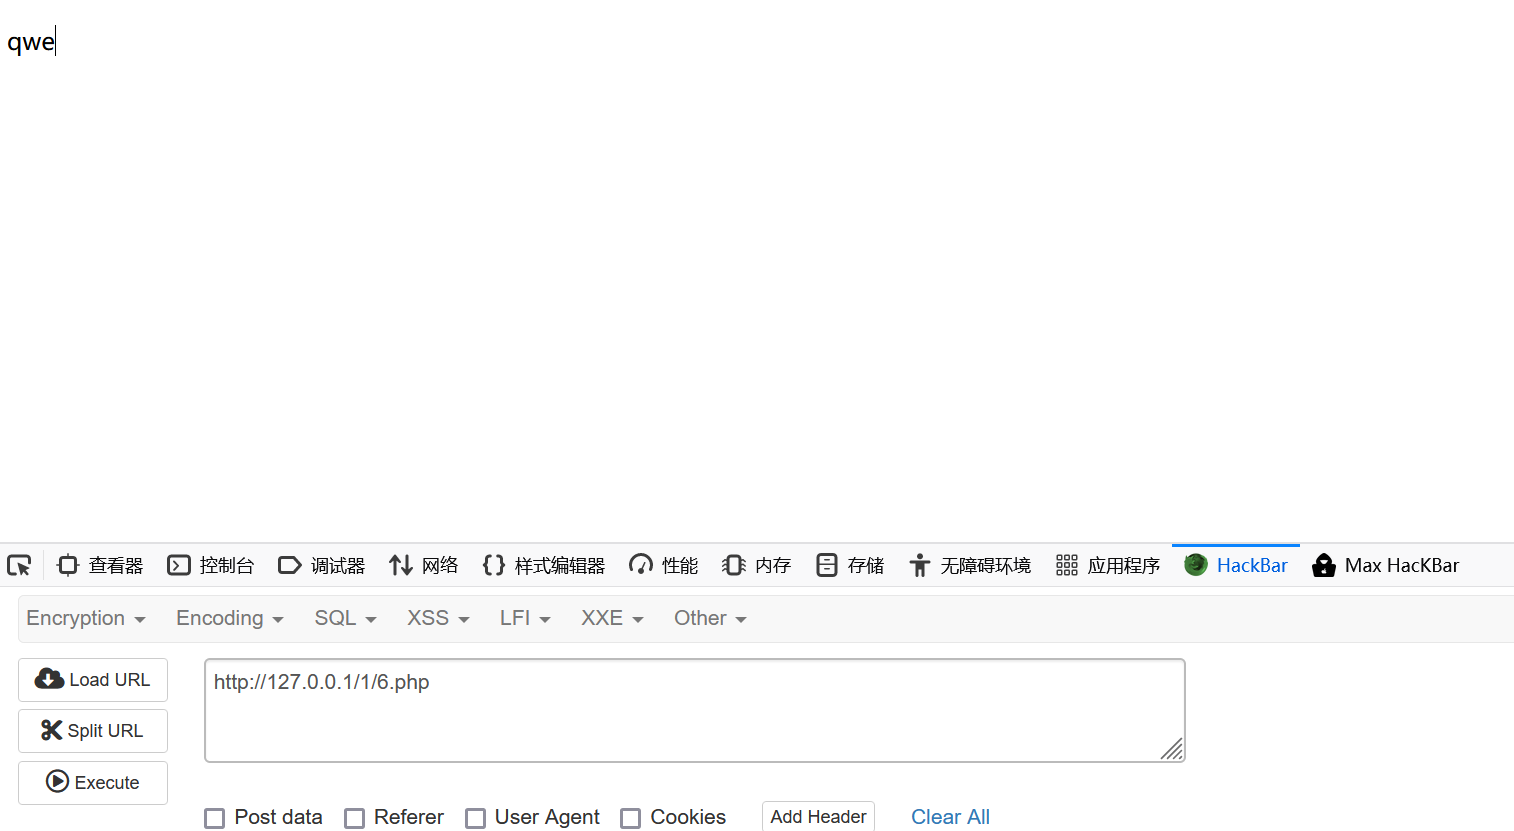 qwe
查看器 控制台 调试器 网络 样式编辑器 性能 内存 存储 无障碍环境 应用程序 HackBar Max HacKBar
Encryption Encoding SQL XSS LFI XXE Other
Load URL http://127.0.0.1/1/6.php
Split URL
Execute
Post data Referer User Agent Cookies Add Header Clear All